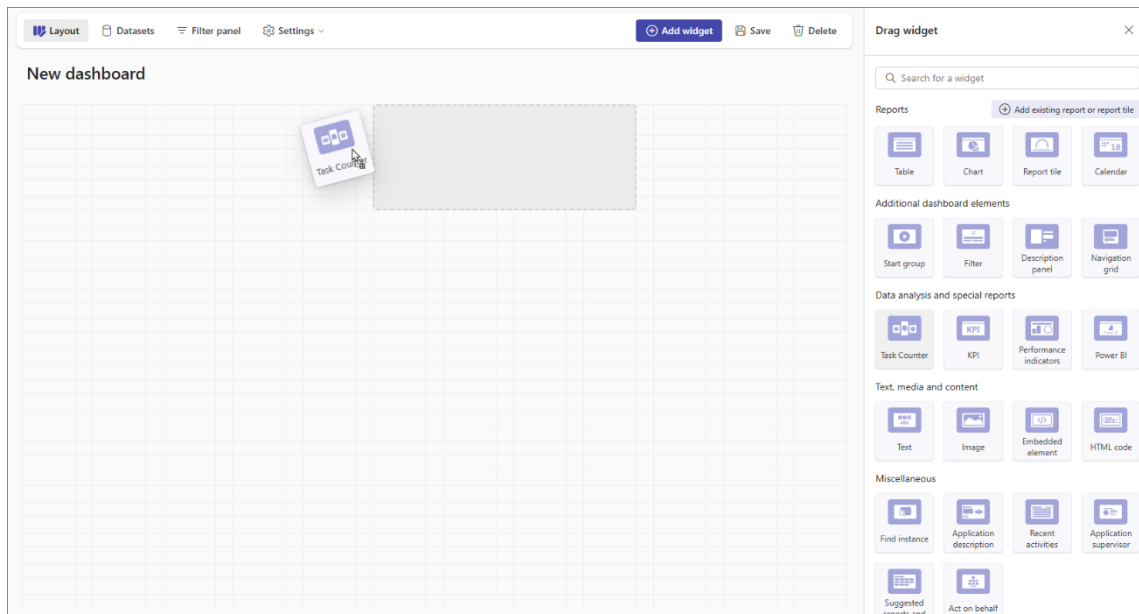 Layout
Datasets
Filter panel
Settings
Add widget
Save
Delete
New dashboard
Task Counter
Drag widget
Search for a widget
Reports
Add existing report or report tile
Table
Chart
Report tile
Calendar
Additional dashboard elements
Start group
Filter
Description
panel
Navigation
grid
Data analysis and special reports
Task Counter
KPI
KPI
Performance
indicators
Power BI
Text, media and content
Text
Image
Embedded
element
HTML code
Miscellaneous
Find instance
Application
description
Recent
activities
Application
supervisor
Suggested
reports and
Act on behalf